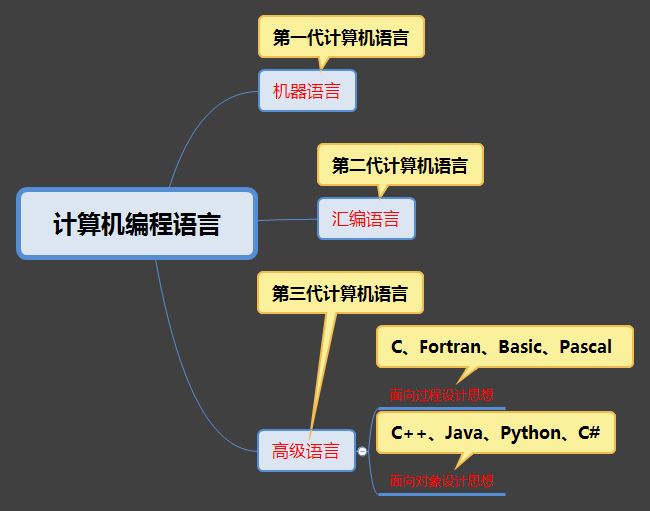 第一代计算机语言
机器语言
第二代计算机语言
汇编语言
计算机编程语言
第三代计算机语言
C、Fortran、Basic、Pascal
面向过程设计思想
C++、Java、Python、C#
高级语言
面向对象设计思想